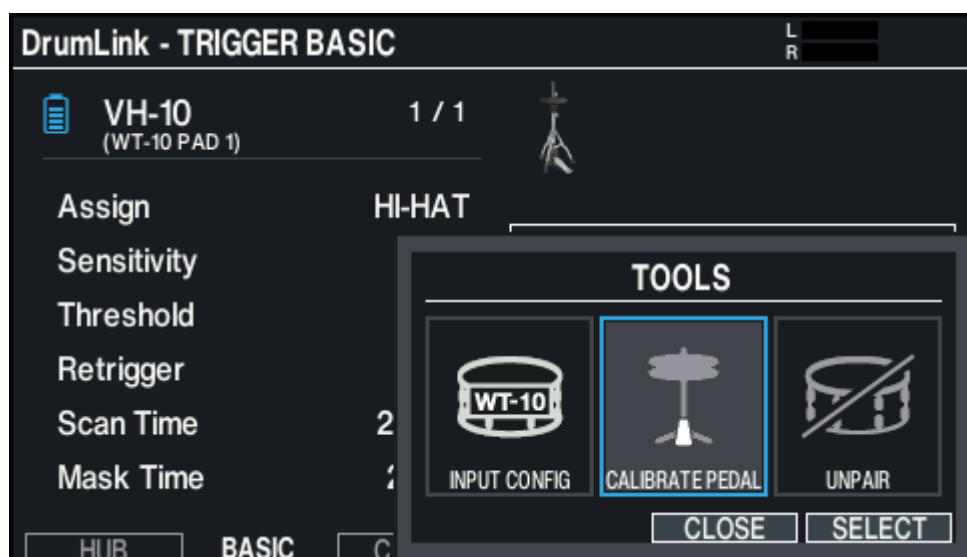 DrumLink - TRIGGER BASIC
L
R
VH-10 1 / 1
(WT-10 PAD 1)
Assign HI-HAT
Sensitivity
Threshold
Retrigger
Scan Time 2
Mask Time
TOOLS
WT-10
INPUT CONFIG CALIBRATE PEDAL UNPAIR
CLOSE SELECT
HUB BASIC C